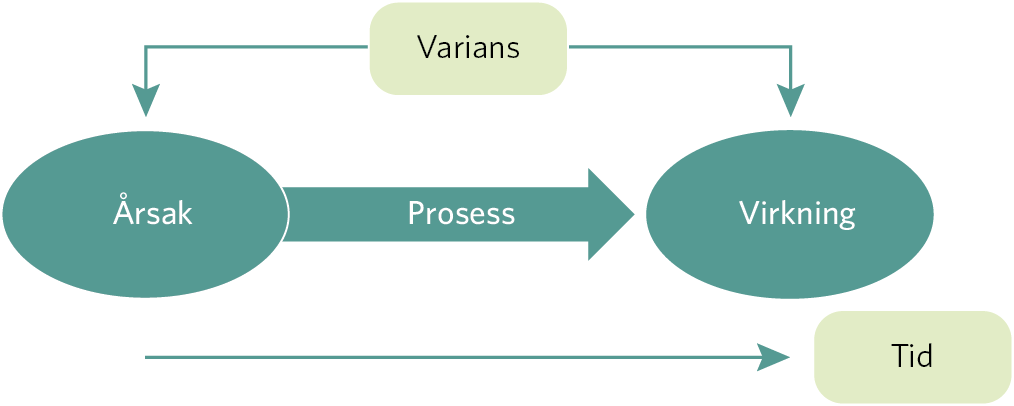 Varians
Årsak
Prosess
Virkning
Tid